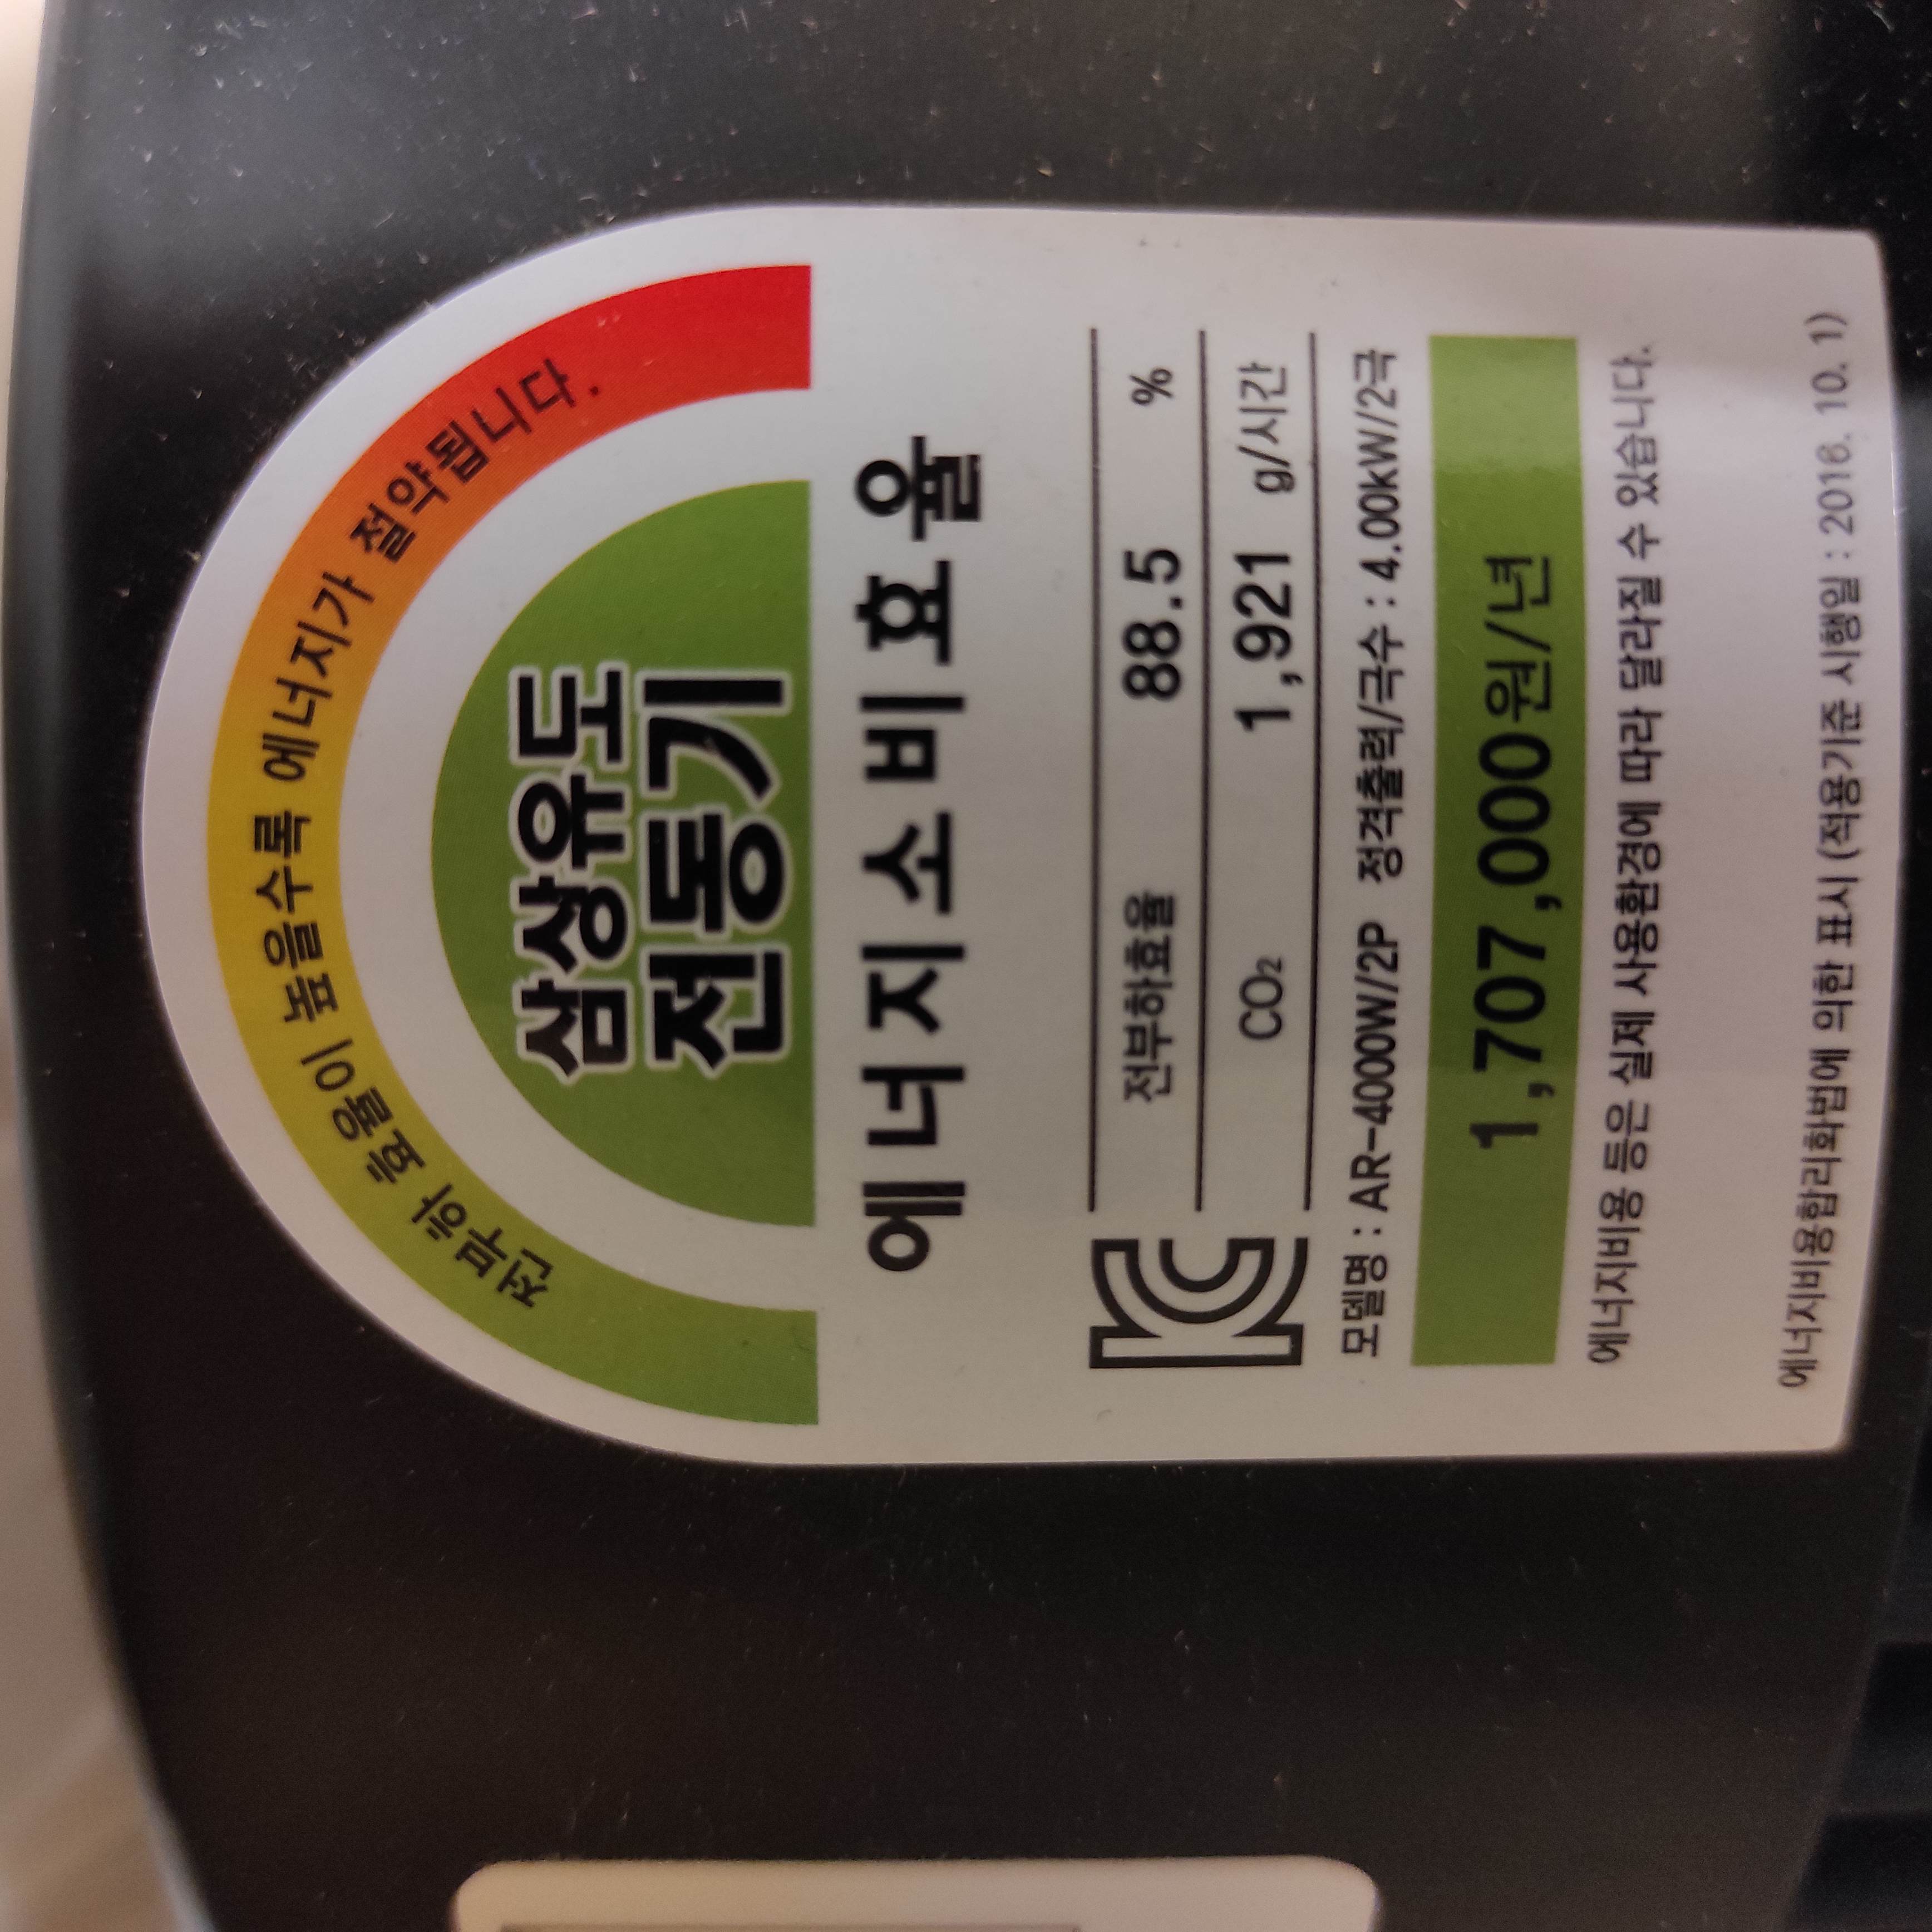 전부하 효율이 높을수록 에너지가 절약됩니다.
삼상유도
전동기
에너지소비효율
전부하효율 88.5 %
CO₂ 1,921 g/시간
모델명 : AR-4000W/2P 정격출력/극수 : 4.00kW/2극
1,707,000원/년
에너지비용 등은 실제 사용환경에 따라 달라질 수 있습니다.
에너지비용합리화법에 의한 표시 (적용기준 시행일 : 2016. 10. 1)